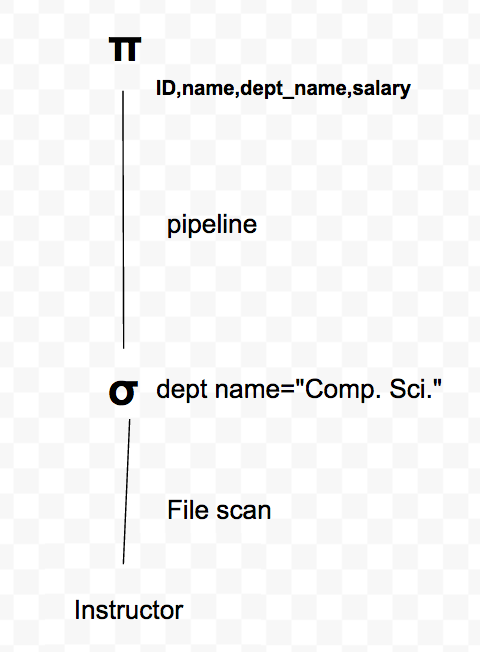 π
ID,name,dept_name,salary
pipeline
σ dept name="Comp. Sci."
File scan
Instructor